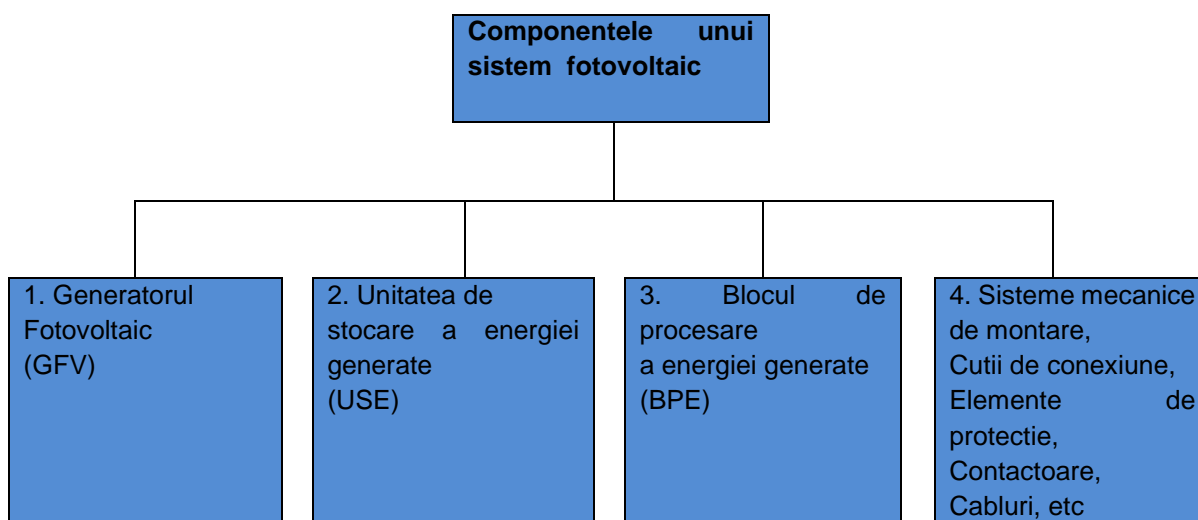 Componentele unui
sistem fotovoltaic
1. Generatorul
Fotovoltaic
(GFV)
2. Unitatea de
stocare a energiei
generate
(USE)
3. Blocul de
procesare
a energiei generate
(BPE)
4. Sisteme mecanice
de montare,
Cutii de conexiune,
Elemente de
protectie,
Contactoare,
Cabluri, etc